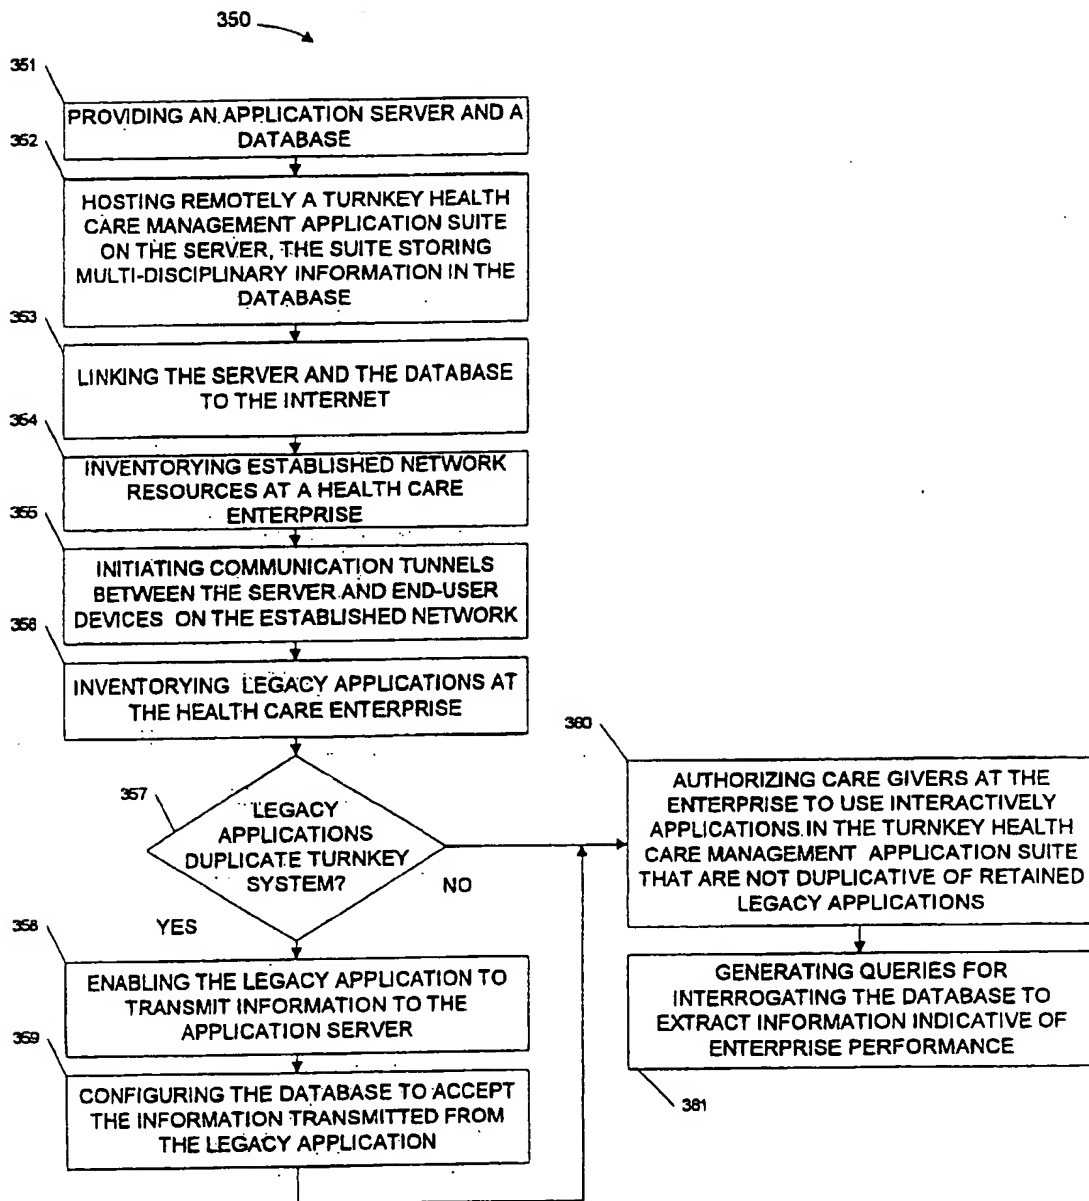 350
351
PROVIDING AN APPLICATION SERVER AND A
DATABASE
352
HOSTING REMOTELY A TURNKEY HEALTH
CARE MANAGEMENT APPLICATION SUITE
ON THE SERVER, THE SUITE STORING
MULTI-DISCIPLINARY INFORMATION IN THE
DATABASE
353
LINKING THE SERVER AND THE DATABASE
TO THE INTERNET
354
INVENTORYING ESTABLISHED NETWORK
RESOURCES AT A HEALTH CARE
ENTERPRISE
355
INITIATING COMMUNICATION TUNNELS
BETWEEN THE SERVER AND END-USER
DEVICES ON THE ESTABLISHED NETWORK
356
INVENTORYING LEGACY APPLICATIONS AT
THE HEALTH CARE ENTERPRISE
357
LEGACY
APPLICATIONS
DUPLICATE TURNKEY
SYSTEM?
NO
YES
358
ENABLING THE LEGACY APPLICATION TO
TRANSMIT INFORMATION TO THE
APPLICATION SERVER
359
CONFIGURING THE DATABASE TO ACCEPT
THE INFORMATION TRANSMITTED FROM
THE LEGACY APPLICATION
360
AUTHORIZING CARE GIVERS AT THE
ENTERPRISE TO USE INTERACTIVELY
APPLICATIONS IN THE TURNKEY HEALTH
CARE MANAGEMENT APPLICATION SUITE
THAT ARE NOT DUPLICATIVE OF RETAINED
LEGACY APPLICATIONS
GENERATING QUERIES FOR
INTERROGATING THE DATABASE TO
EXTRACT INFORMATION INDICATIVE OF
ENTERPRISE PERFORMANCE
361